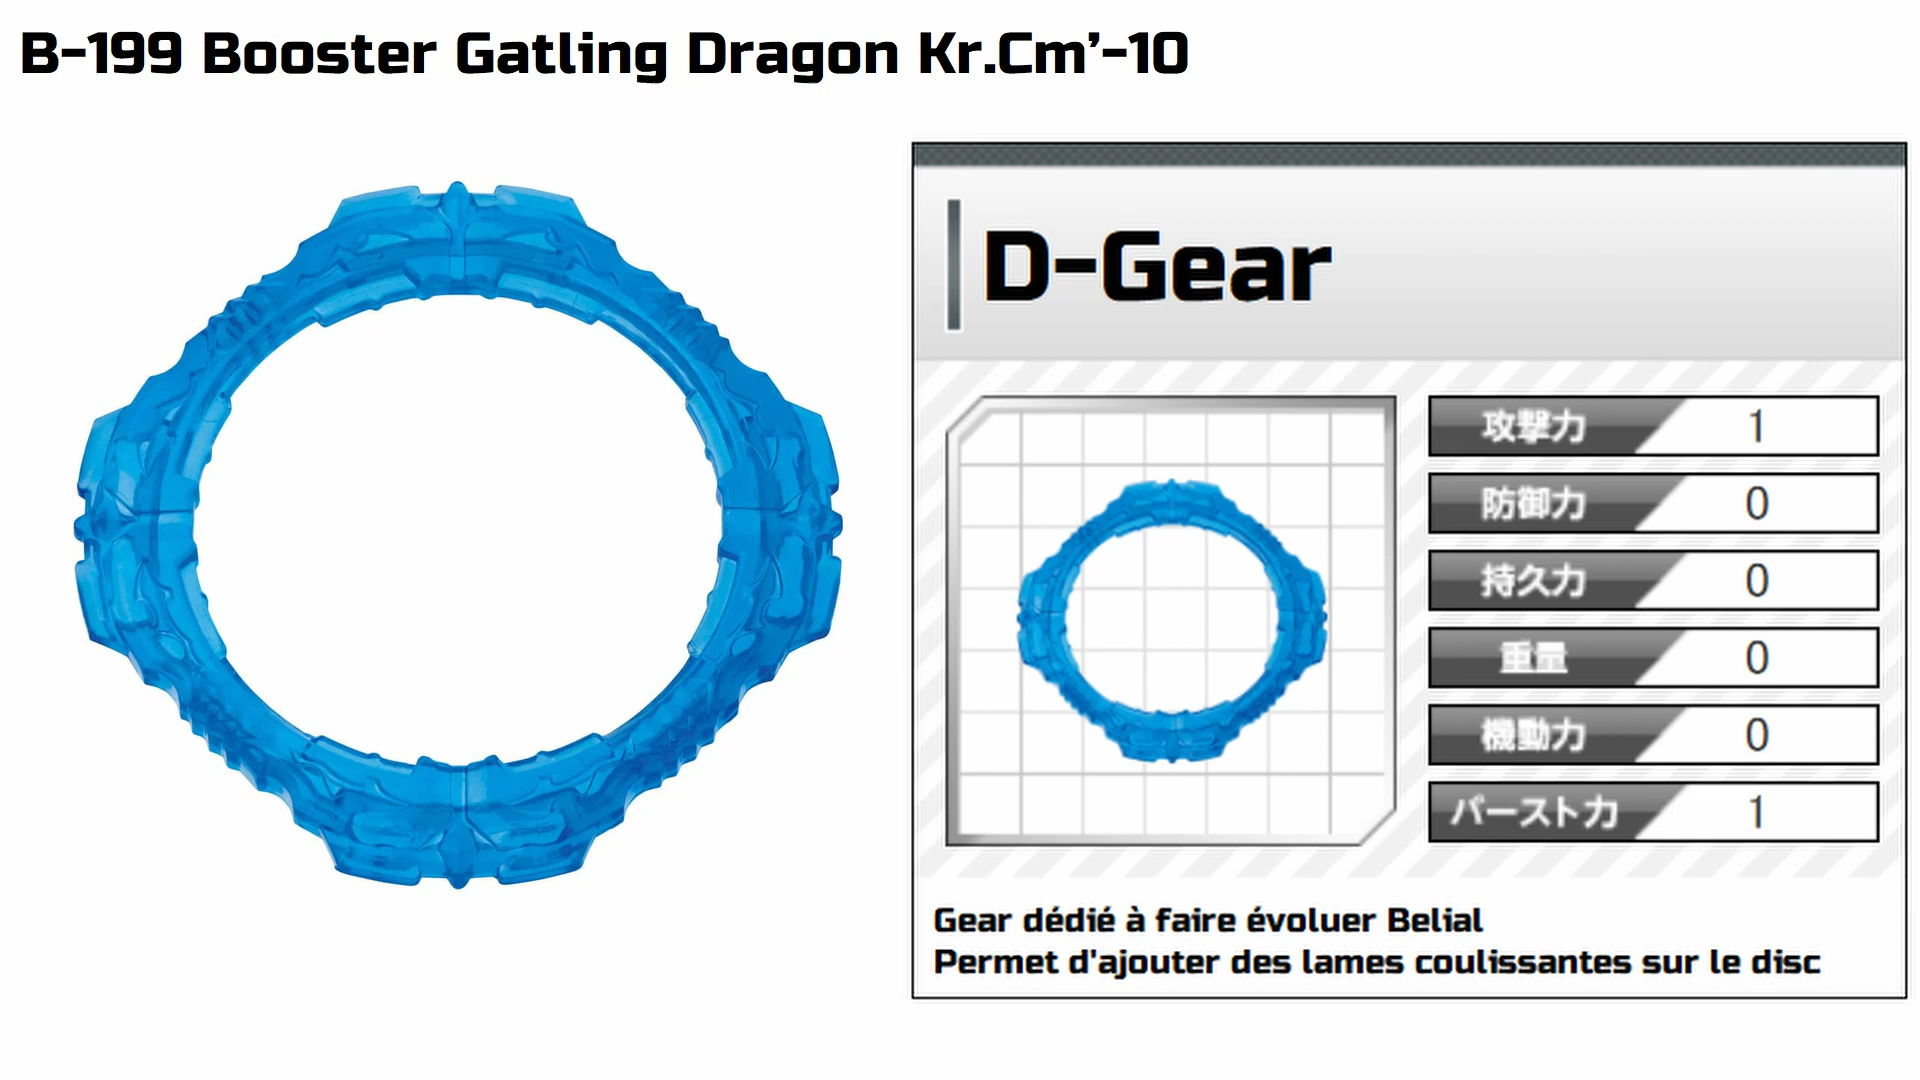 B-199 Booster Gatling Dragon Kr.Cm’-10
D-Gear
攻撃力 1
防御力 0
持久力 0
重量 0
機動力 0
バースト力 1
Gear dédié à faire évoluer Belial
Permet d'ajouter des lames coulissantes sur le disc